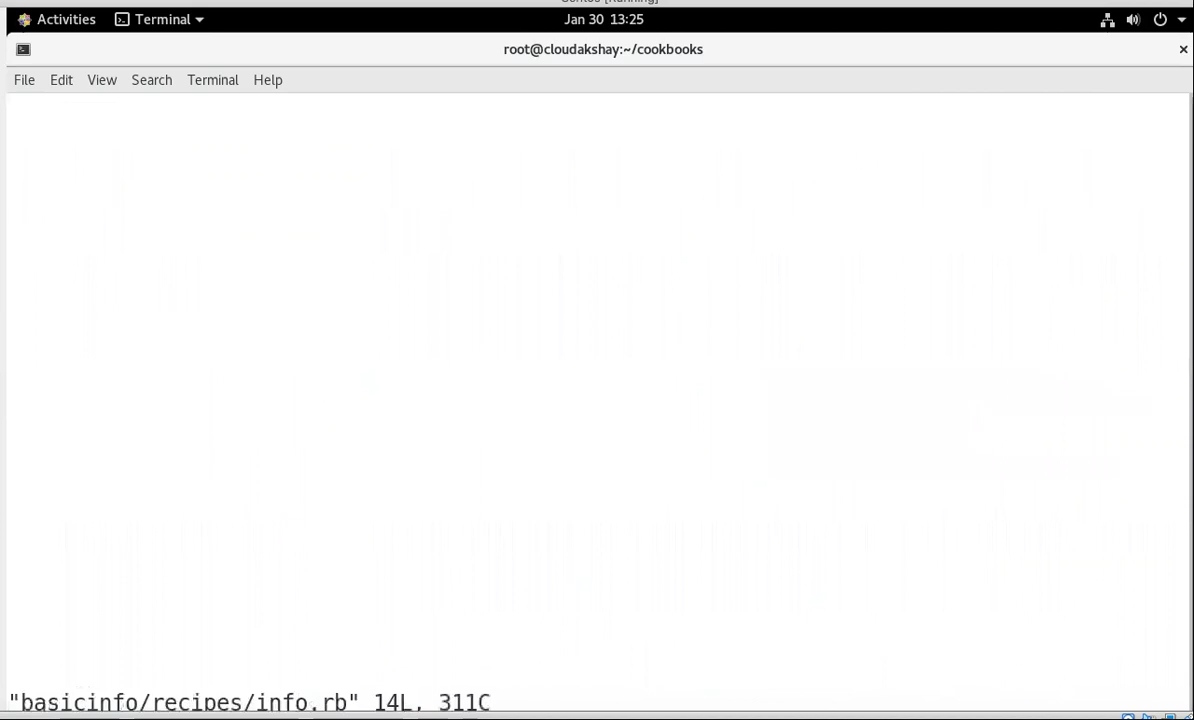 Activities Terminal Jan 30 13:25
root@cloudakshay:~/cookbooks ×
File Edit View Search Terminal Help
"basicinfo/recipes/info.rb" 14L, 311C